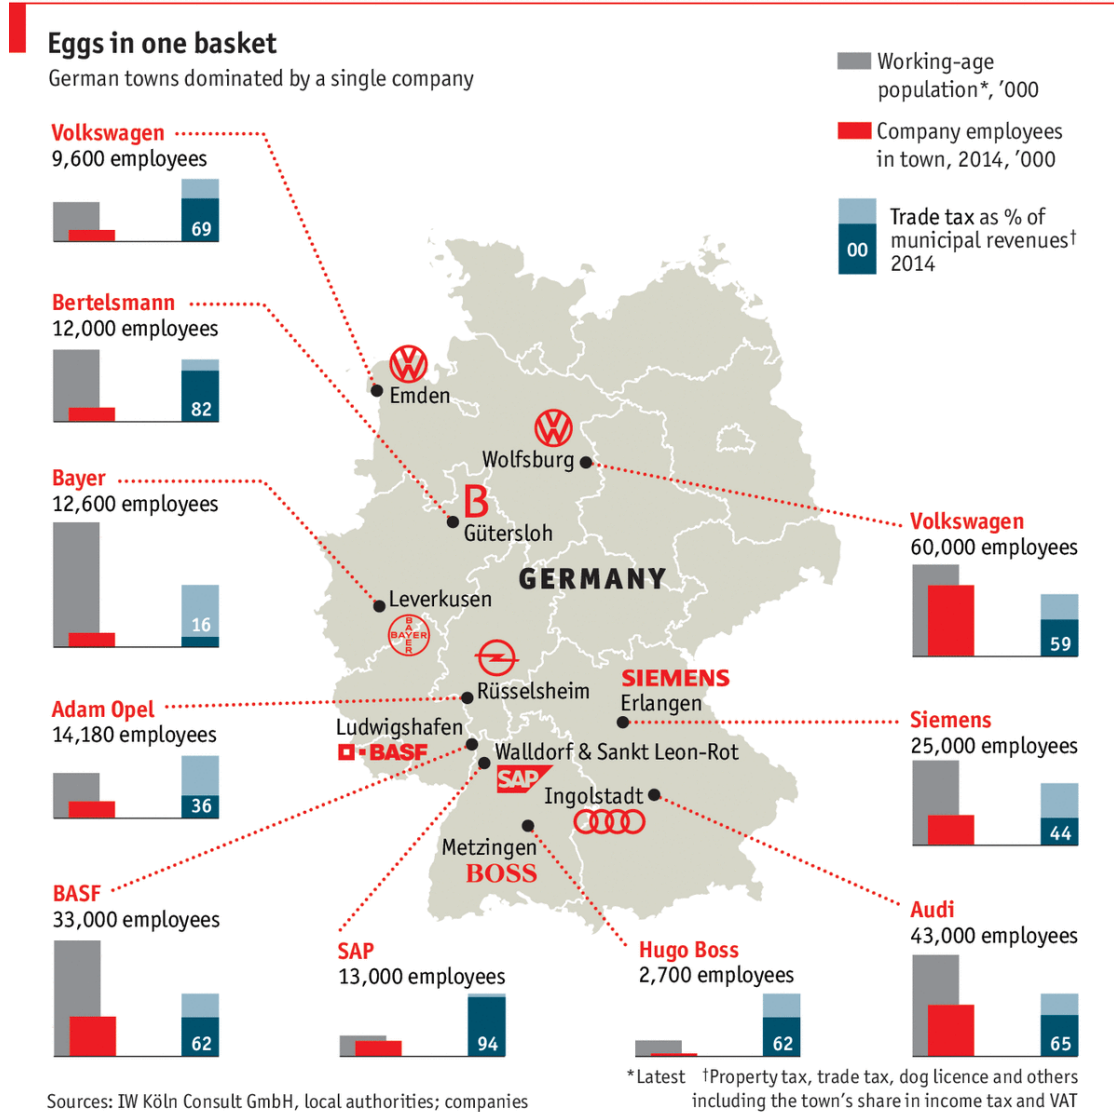 Eggs in one basket
German towns dominated by a single company
Working-age
population*, ’000
Company employees
in town, 2014, ’000
Trade tax as % of
municipal revenues†
2014
00
Volkswagen
9,600 employees
69
Bertelsmann
12,000 employees
82
Bayer
12,600 employees
16
Adam Opel
14,180 employees
36
BASF
33,000 employees
62
SAP
13,000 employees
94
Hugo Boss
2,700 employees
62
Volkswagen
60,000 employees
59
Siemens
25,000 employees
44
Audi
43,000 employees
65
Emden
Wolfsburg
B
Gütersloh
GERMANY
Leverkusen
BAYER
BAYER
Rüsselsheim
SIEMENS
Erlangen
Ludwigshafen
BASF
Walldorf & Sankt Leon-Rot
SAP
Ingolstadt
Metzingen
BOSS
*Latest †Property tax, trade tax, dog licence and others
including the town’s share in income tax and VAT
Sources: IW Köln Consult GmbH, local authorities; companies